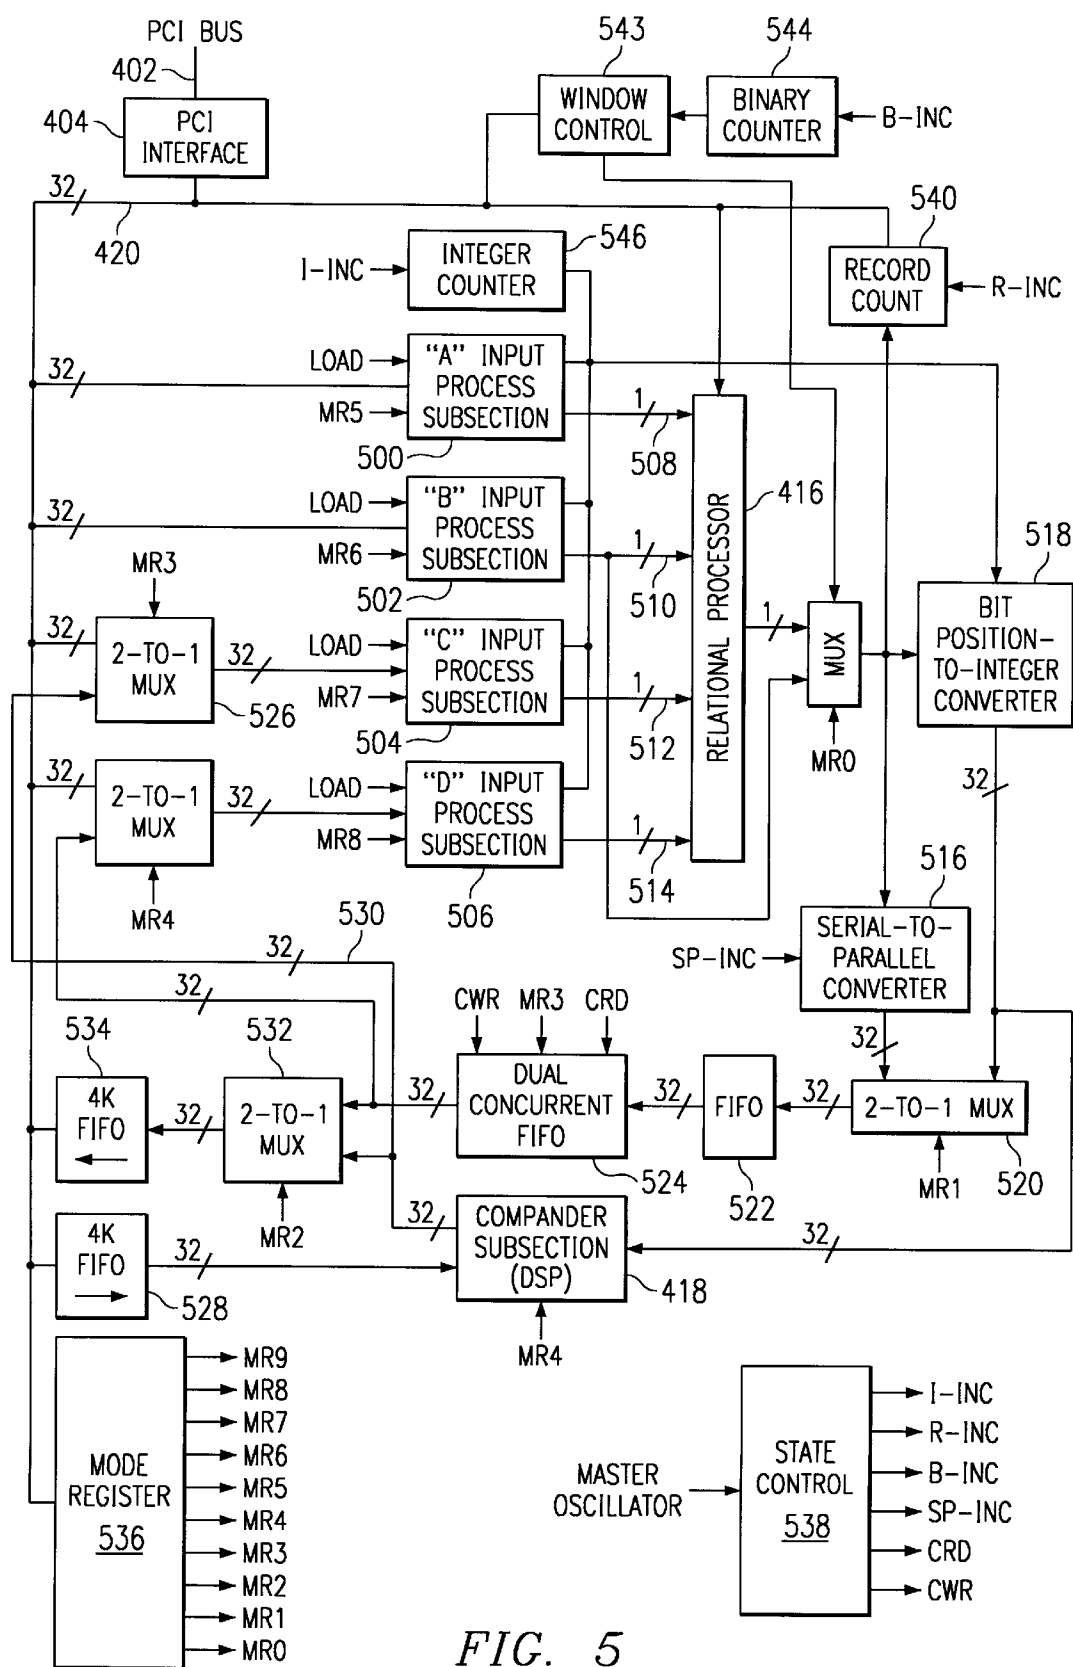 PCI BUS
402
404
PCI
INTERFACE
543
544
WINDOW
CONTROL
BINARY
COUNTER
B-INC
32
420
546
540
I-INC
INTEGER
COUNTER
RECORD
COUNT
R-INC
LOAD
32
MR5
"A" INPUT
PROCESS
SUBSECTION
500
1
508
LOAD
32
MR6
"B" INPUT
PROCESS
SUBSECTION
502
1
510
RELATIONAL PROCESSOR
416
518
MR3
32
2-TO-1
MUX
526
32
LOAD
MR7
"C" INPUT
PROCESS
SUBSECTION
504
1
512
1
MUX
MR0
BIT
POSITION-
TO-INTEGER
CONVERTER
32
32
2-TO-1
MUX
MR4
32
LOAD
MR8
"D" INPUT
PROCESS
SUBSECTION
506
1
514
516
SP-INC
SERIAL-TO-
PARALLEL
CONVERTER
32
530
32
32
534
4K
FIFO
32
532
2-TO-1
MUX
MR2
32
CWR
MR3
CRD
DUAL
CONCURRENT
FIFO
524
32
FIFO
522
32
2-TO-1 MUX
MR1
520
4K
FIFO
528
32
32
COMPANDER
SUBSECTION
(DSP)
418
MR4
32
MODE
REGISTER
536
MR9
MR8
MR7
MR6
MR5
MR4
MR3
MR2
MR1
MR0
MASTER
OSCILLATOR
STATE
CONTROL
538
I-INC
R-INC
B-INC
SP-INC
CRD
CWR
FIG. 5